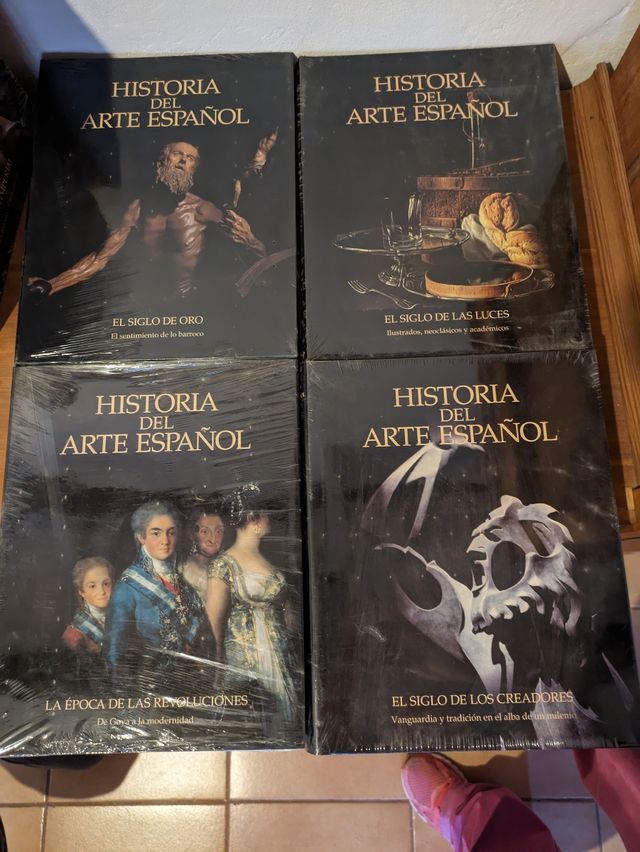 HISTORIA
DEL
ARTE ESPAÑOL
EL SIGLO DE ORO
El sentimiento de lo barroco
HISTORIA
DEL
ARTE ESPAÑOL
EL SIGLO DE LAS LUCES
Ilustrados, neoclásicos y académicos
HISTORIA
DEL
ARTE ESPAÑOL
LA ÉPOCA DE LAS REVOLUCIONES
De Goya a la modernidad
HISTORIA
DEL
ARTE ESPAÑOL
EL SIGLO DE LOS CREADORES
Vanguardia y tradición en el alba de un milenio